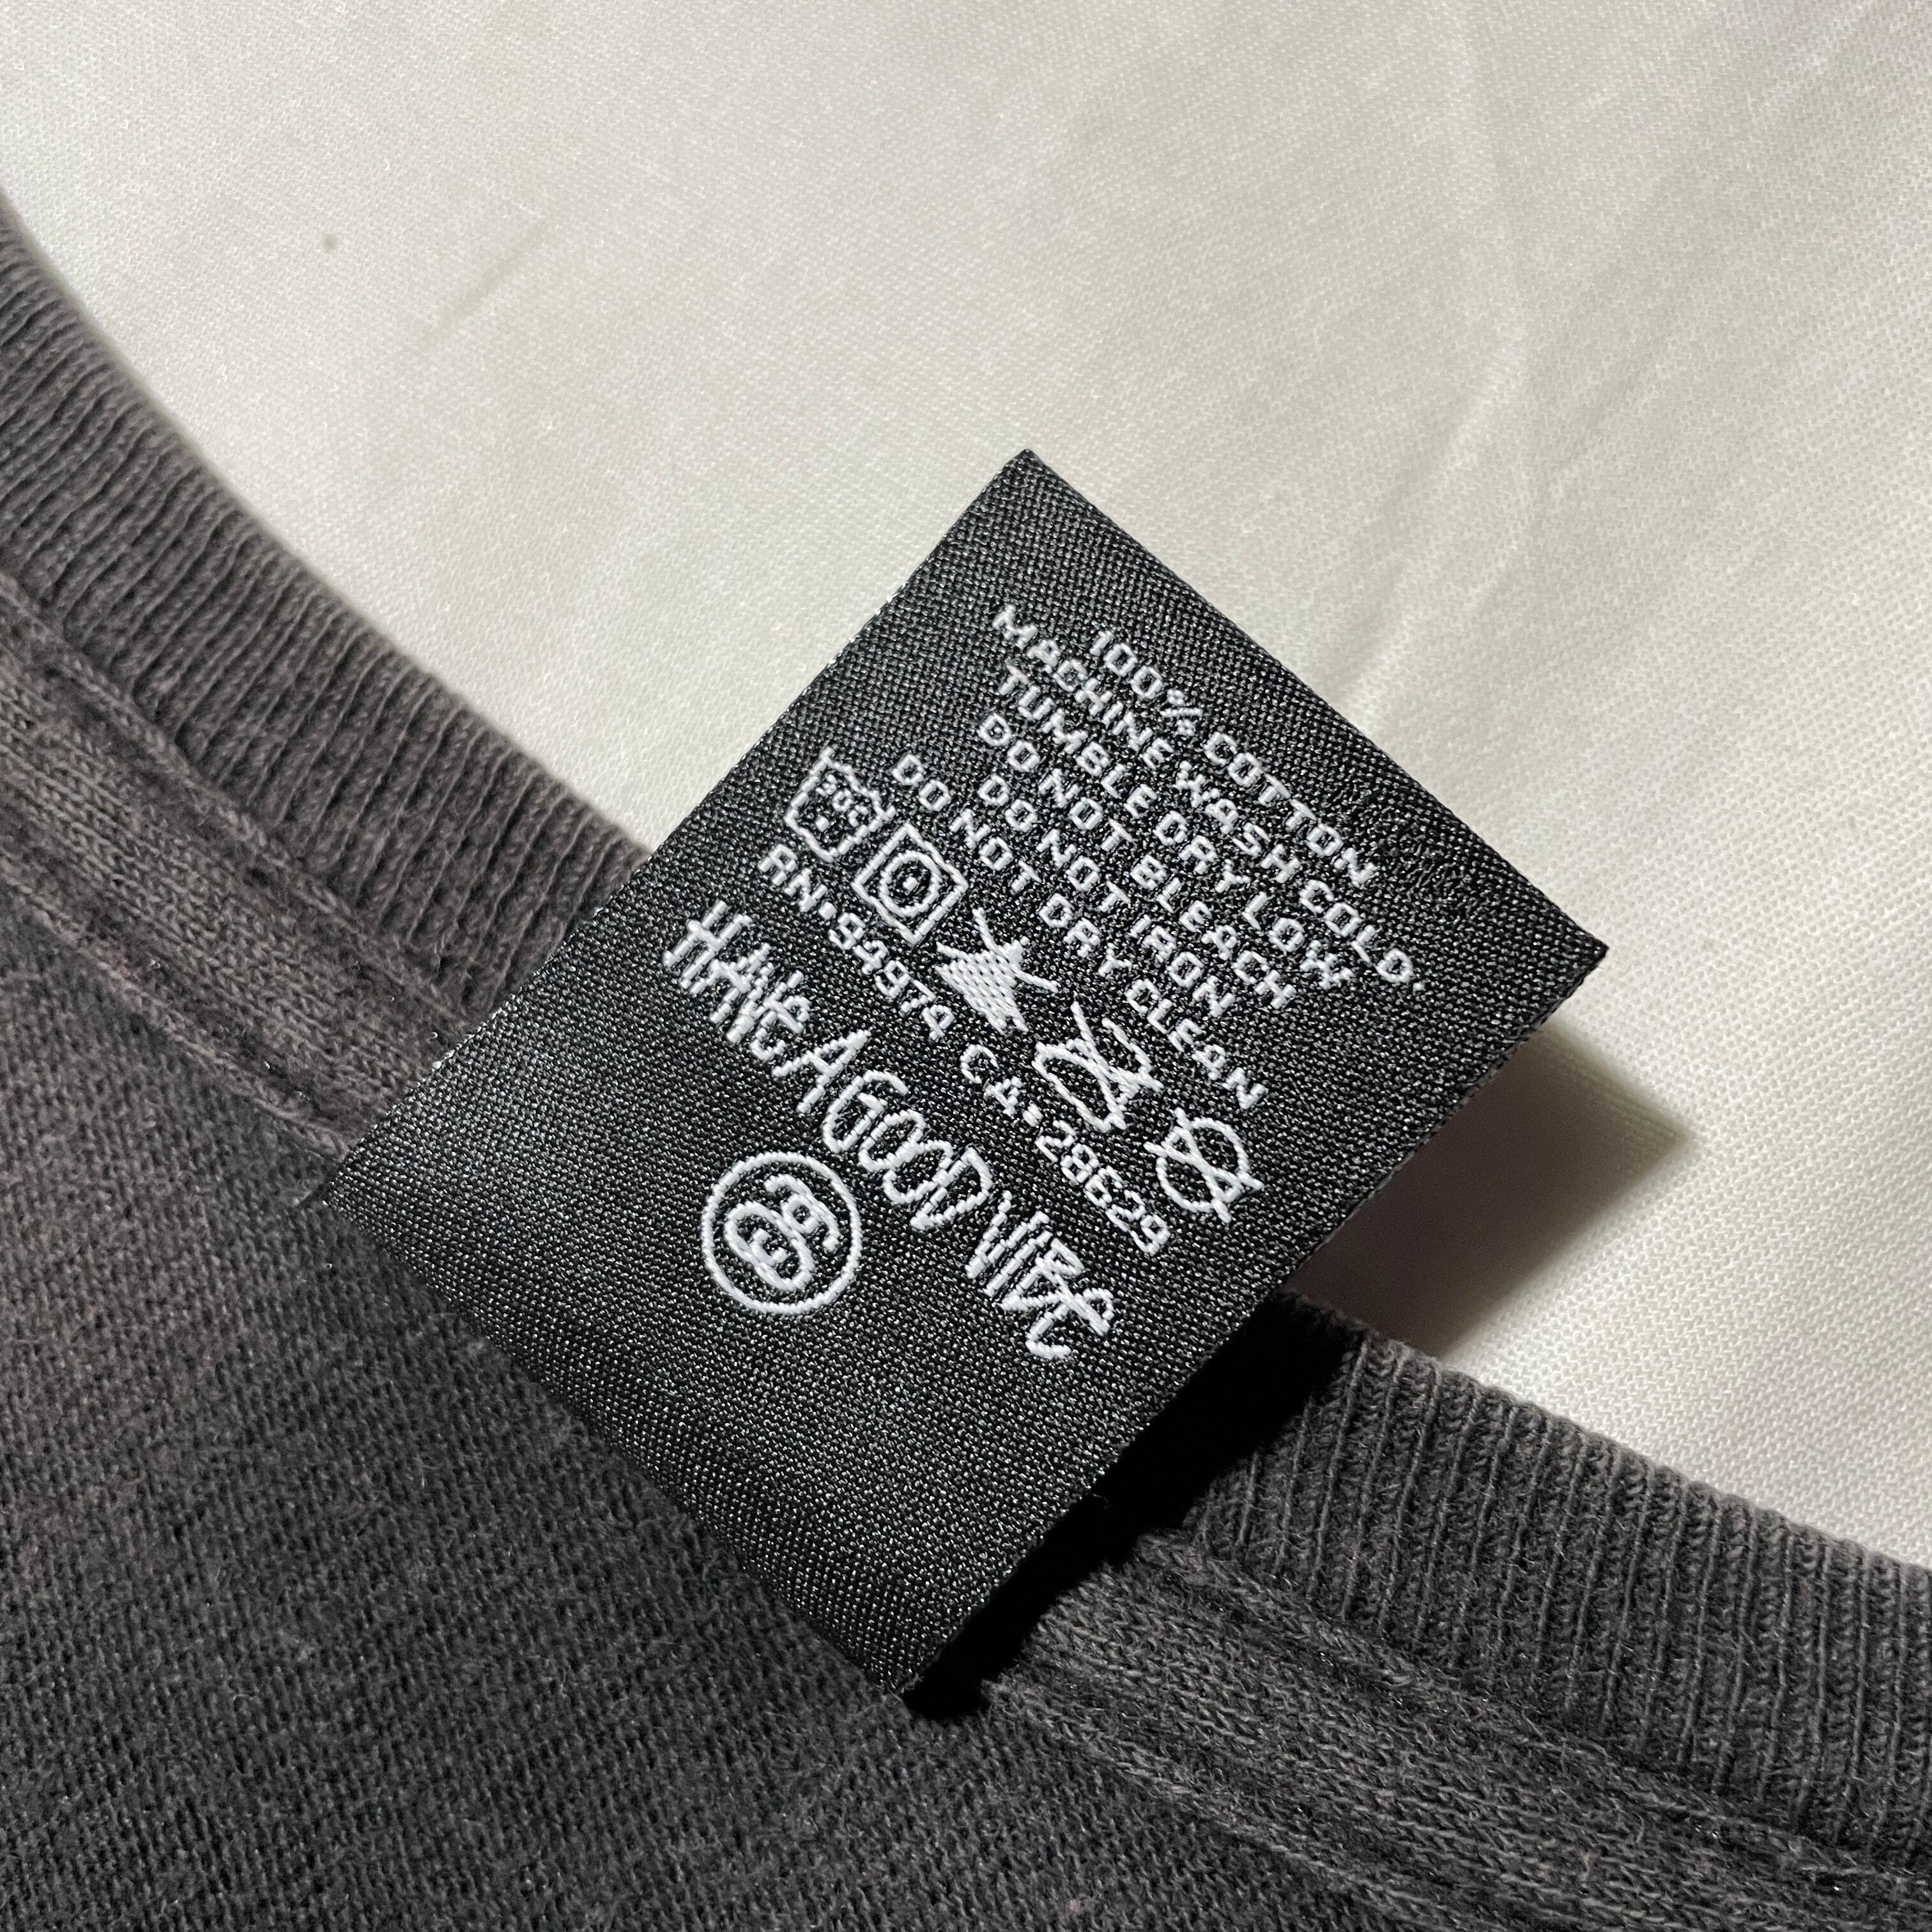 100% COTTON
MACHINE WASH COLD.
TUMBLE DRY LOW
DO NOT BLEACH
DO NOT IRON
DO NOT DRY CLEAN
RN•94974 CA•28629
HAVE A GOOD VIBE